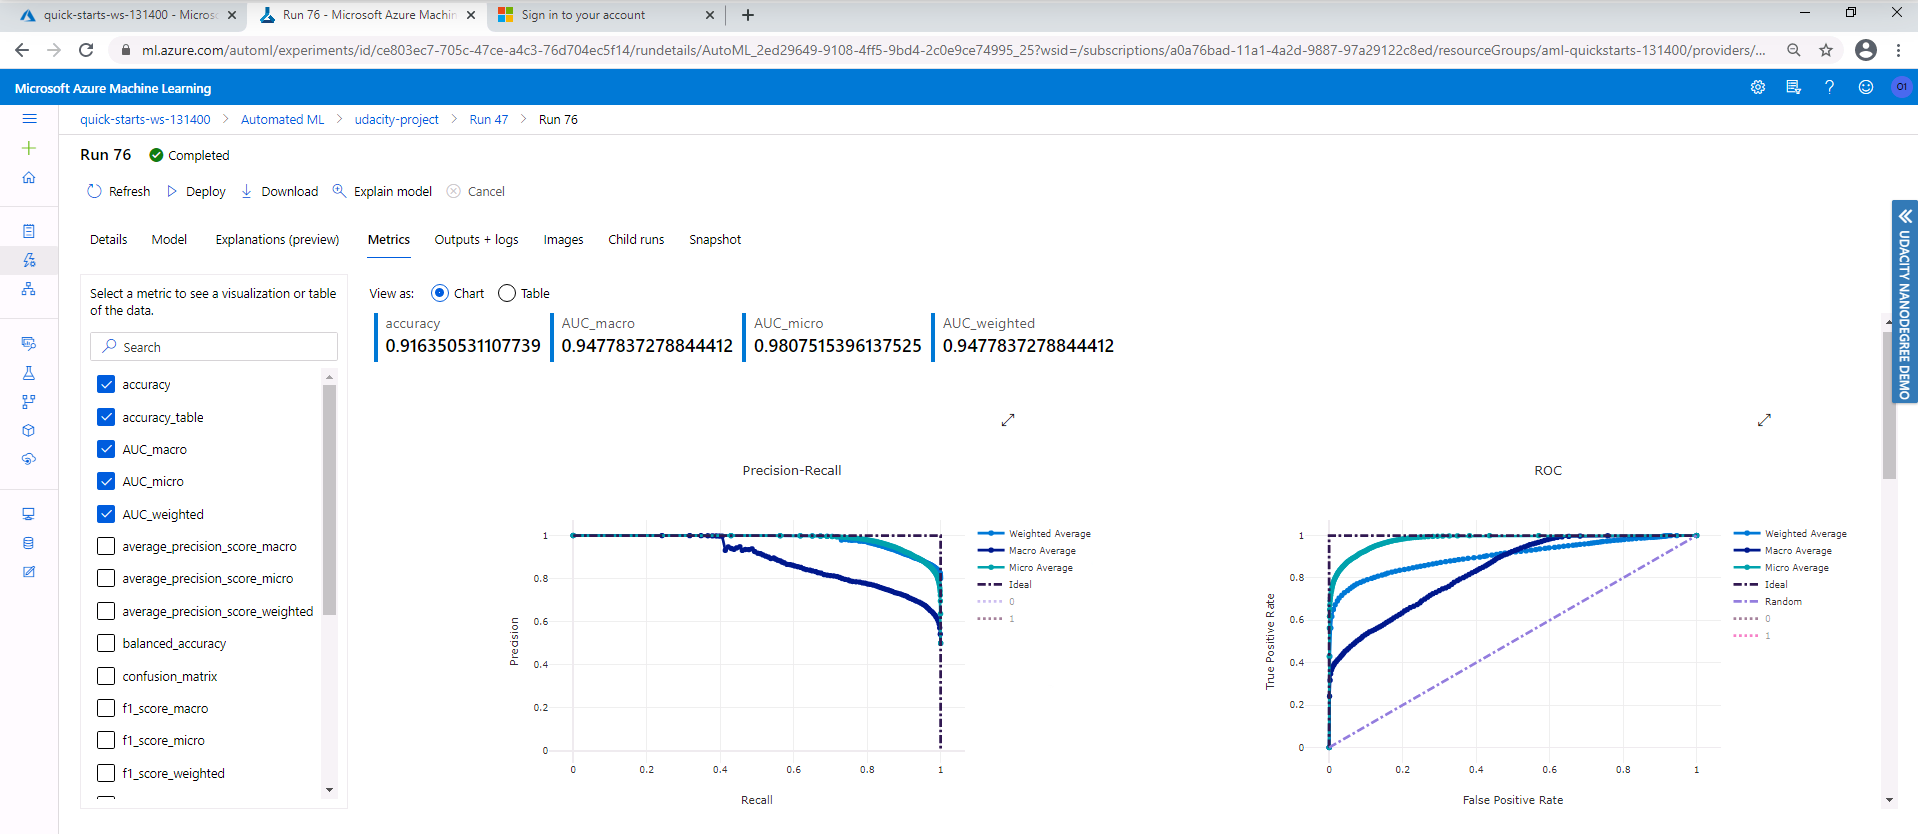 quick-starts-ws-131400 - Micros
Run 76 - Microsoft Azure Machin
Sign in to your account
ml.azure.com/automl/experiments/id/ce803ec7-705c-47ce-a4c3-76d704ec5f14/rundetails/AutoML_2ed29649-9108-4ff5-9bd4-2c0e9ce74995_25?wsid=/subscriptions/a0a76bad-11a1-4a2d-9887-97a29122c8ed/resourceGroups/aml-quickstarts-131400/providers/...
Microsoft Azure Machine Learning
01
quick-starts-ws-131400 > Automated ML > udacity-project > Run 47 > Run 76
Run 76 Completed
Refresh Deploy Download Explain model Cancel
Details Model Explanations (preview) Metrics Outputs + logs Images Child runs Snapshot
Select a metric to see a visualization or table
of the data.
Search
accuracy
accuracy_table
AUC_macro
AUC_micro
AUC_weighted
average_precision_score_macro
average_precision_score_micro
average_precision_score_weighted
balanced_accuracy
confusion_matrix
f1_score_macro
f1_score_micro
f1_score_weighted
View as: Chart Table
accuracy
0.916350531107739
AUC_macro
0.9477837278844412
AUC_micro
0.9807515396137525
AUC_weighted
0.9477837278844412
Precision-Recall
Precision
1
0.8
0.6
0.4
0.2
0
0 0.2 0.4 0.6 0.8 1
Recall
Weighted Average
Macro Average
Micro Average
Ideal
0
1
ROC
True Positive Rate
1
0.8
0.6
0.4
0.2
0
0 0.2 0.4 0.6 0.8 1
False Positive Rate
Weighted Average
Macro Average
Micro Average
Ideal
Random
0
1
UDACITY NANODEGREE DEMO